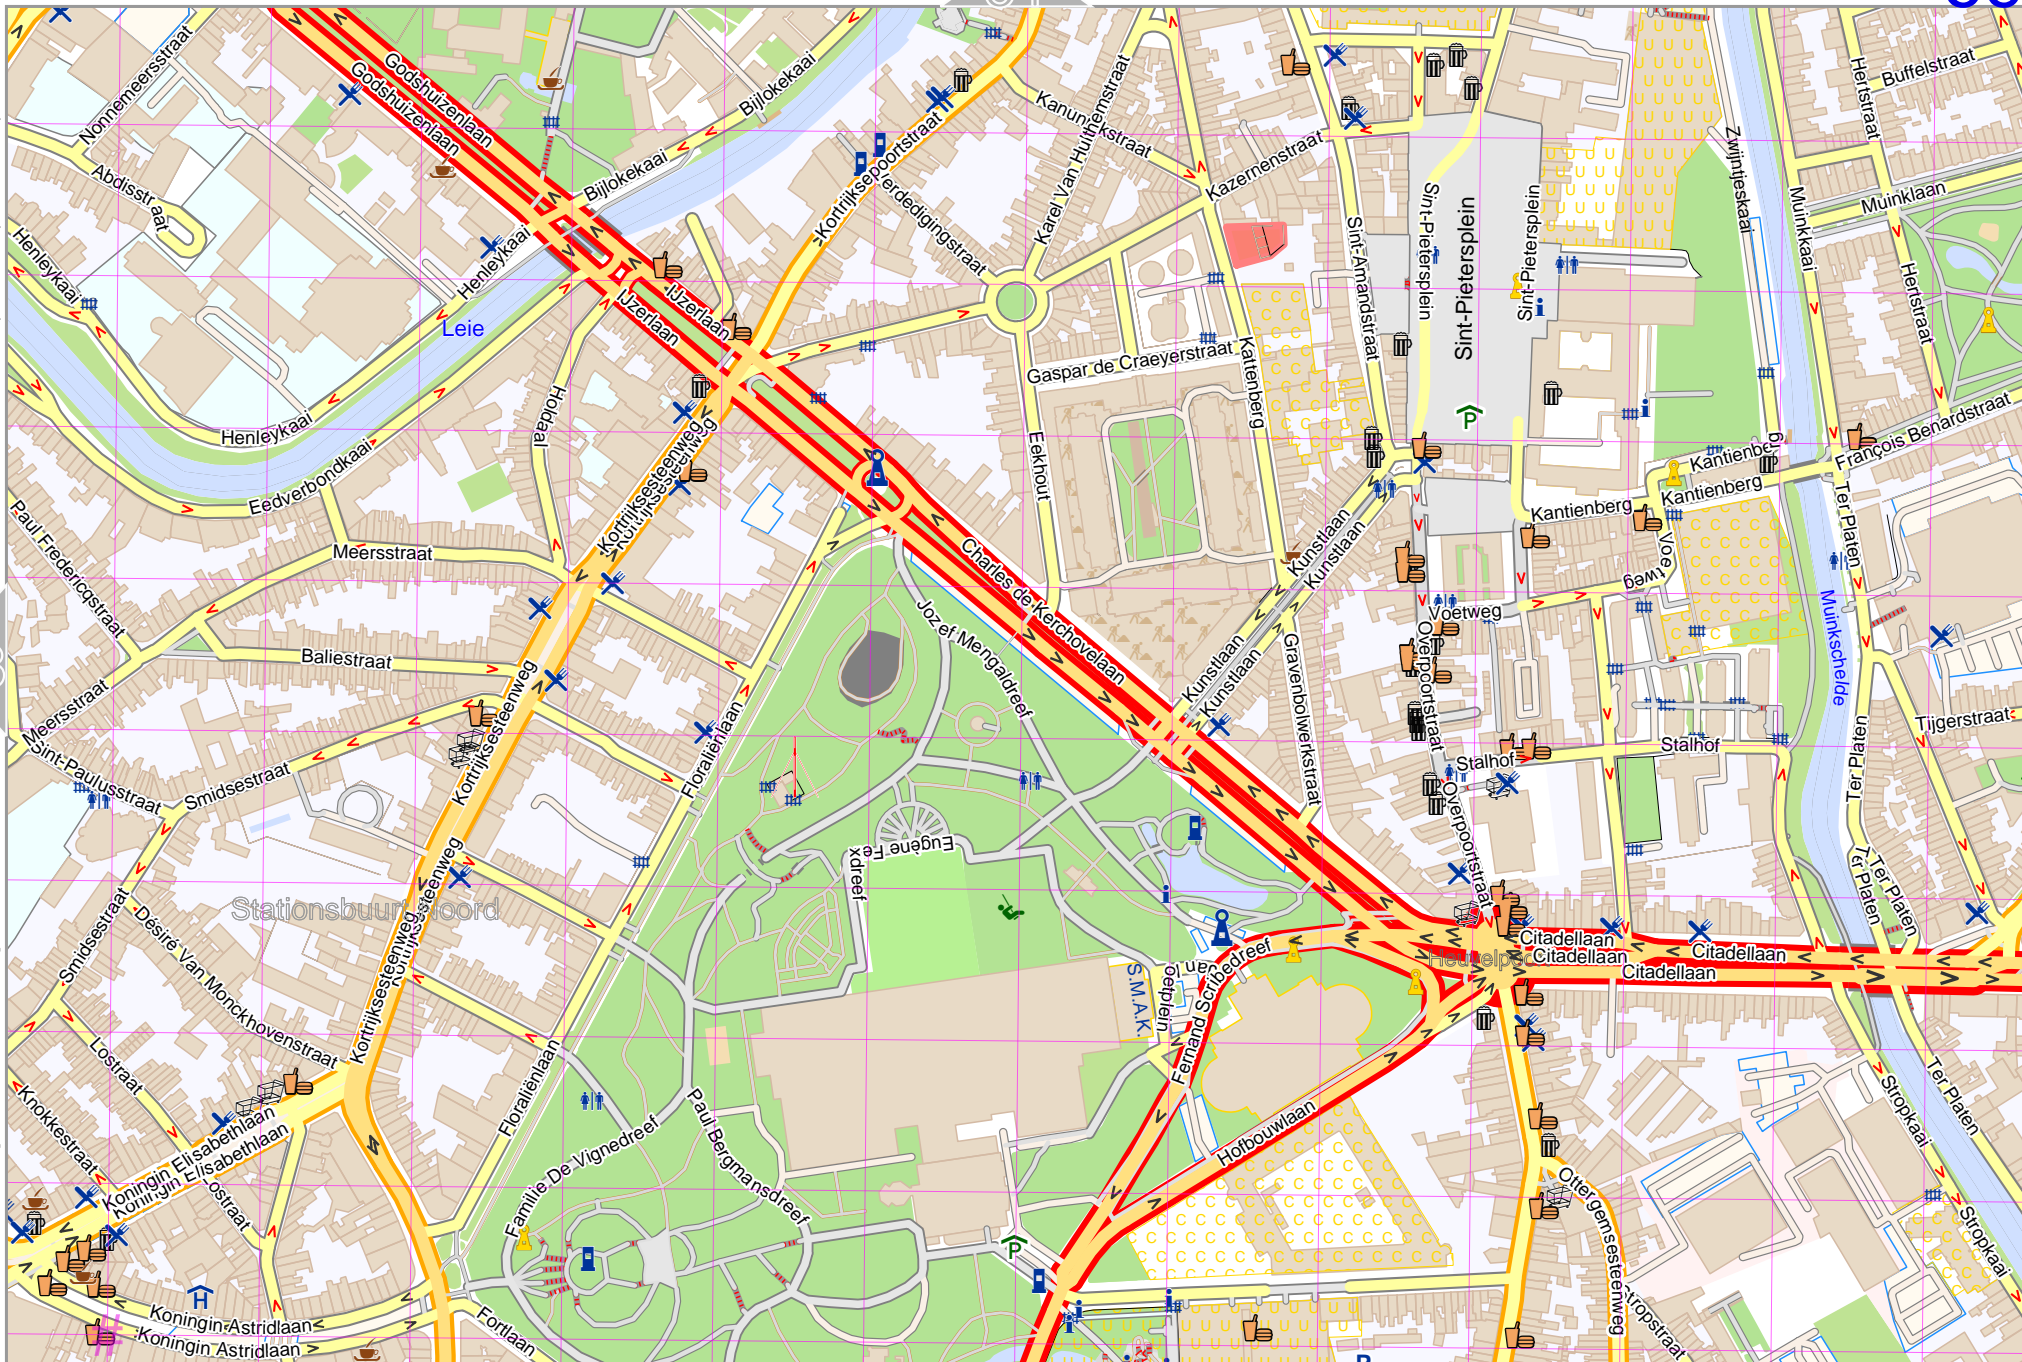 Nonnemeersstraat
Godshuizenlaan
Godshuizenlaan
Bijlokekaai
Bijlokekaai
Abdisstraat
Henleykaai
Henleykaai
Henleykaai
Leie
IJzerlaan
IJzerlaan
Kortrijksepoortstraat
Kanunnikstraat
Karel Van Hulthemstraat
Kazernenstraat
Gaspar de Craeyerstraat
Kattenberg
Sint-Amandstraat
Sint-Pietersplein
Sint-Pietersplein
Sint-Pietersplein
Zwijntjeskaai
Muinkkaai
Hertstraat
Hertstraat
Buffelstraat
Muinklaan
François Benardstraat
Kantienberg
Kantienberg
Kantienberg
Holdaal
Eedverbondkaai
Eekhout
Paul Fredericqstraat
Meersstraat
Meersstraat
Kortrijksesteenweg
Kortrijksesteenweg
Baliestraat
Charles de Kerchovelaan
Jozef Mengaldreef
Kunstlaan
Kunstlaan
Kunstlaan
Kunstlaan
Gravenbolwerkstraat
Voetweg
Voetweg
Overpoortstraat
Overpoortstraat
Stalhof
Stalhof
Ter Platen
Ter Platen
Ter Platen
Ter Platen
Ter Platen
Muinkschelde
Tijgerstraat
Sint-Paulusstraat
Smidsestraat
Smidsestraat
Kortrijksesteenweg
Kortrijksesteenweg
Kortrijksesteenweg
Kortrijksesteenweg
Floraliënlaan
Floraliënlaan
Stationsbuurt Noord
Désiré Van Monckhovenstraat
Lostraat
Lostraat
Knokkestraat
Koningin Elisabethlaan
Koningin Elisabethlaan
Koningin Astridlaan
Koningin Astridlaan
Fortlaan
Familie De Vignedreef
Paul Bergmansdreef
S.M.A.K.
Fernand Scribedreef
Hofbouwlaan
Citadellaan
Citadellaan
Citadellaan
Citadellaan
Stropkaai
Stropkaai
Ottergemsesteenweg
P
P
H